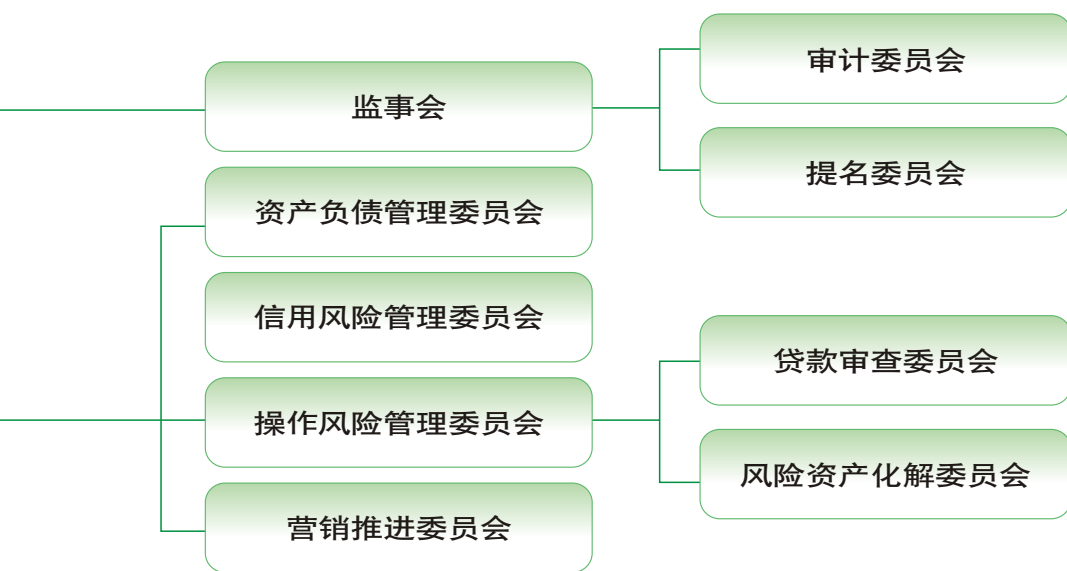 监事会
审计委员会
提名委员会
资产负债管理委员会
信用风险管理委员会
操作风险管理委员会
贷款审查委员会
风险资产化解委员会
营销推进委员会